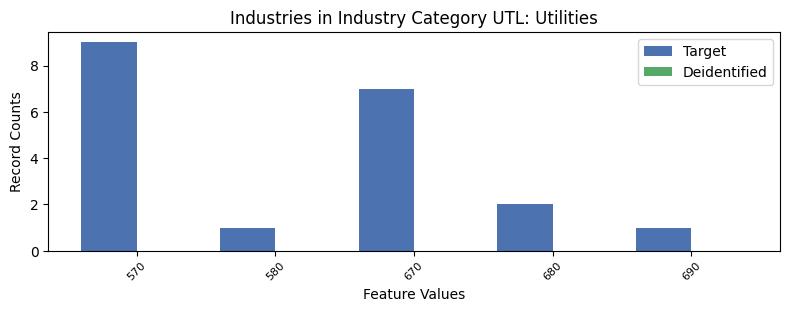 Industries in Industry Category UTL: Utilities
Target
Deidentified
Record Counts
8
6
4
2
0
570
580
670
680
690
Feature Values